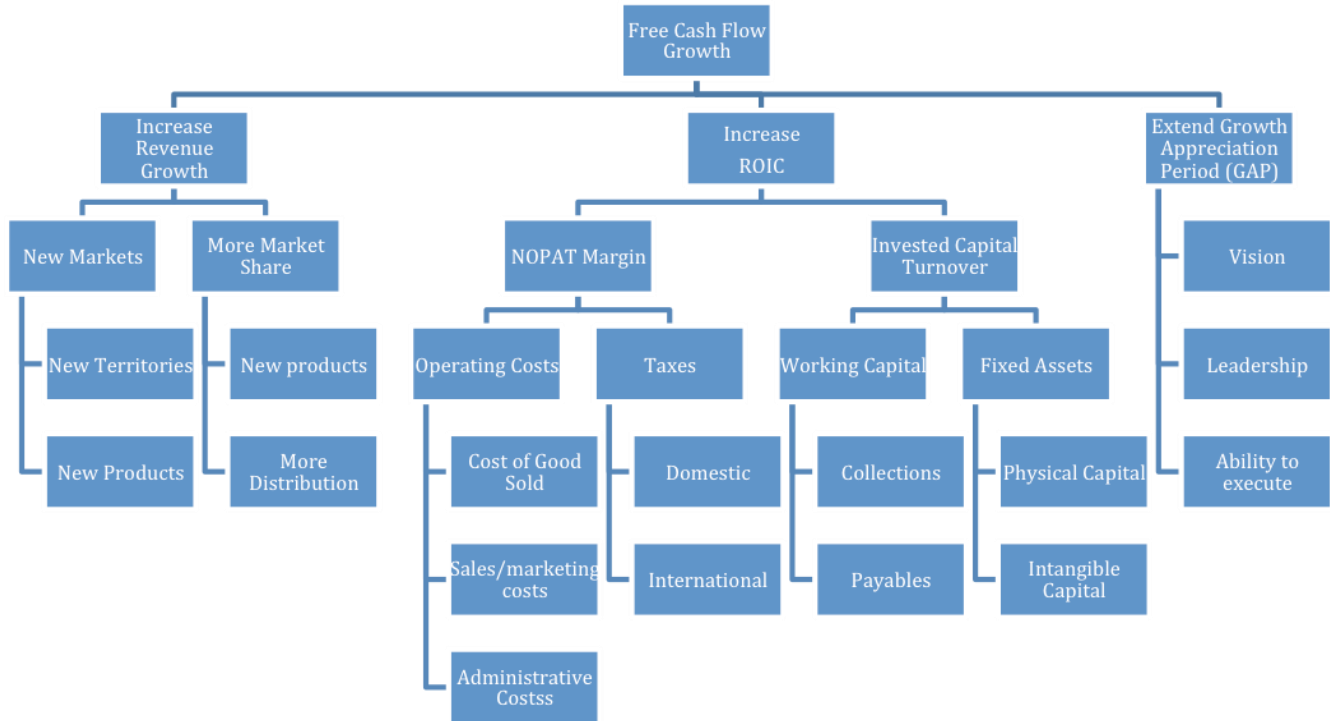 Free Cash Flow
Growth
Increase
Revenue
Growth
Increase
ROIC
Extend Growth
Appreciation
Period (GAP)
New Markets
More Market
Share
NOPAT Margin
Invested Capital
Turnover
Vision
New Territories
New products
Operating Costs
Taxes
Working Capital
Fixed Assets
Leadership
New Products
More
Distribution
Cost of Good
Sold
Domestic
Collections
Physical Capital
Ability to
execute
Sales/marketing
costs
International
Payables
Intangible
Capital
Administrative
Costss